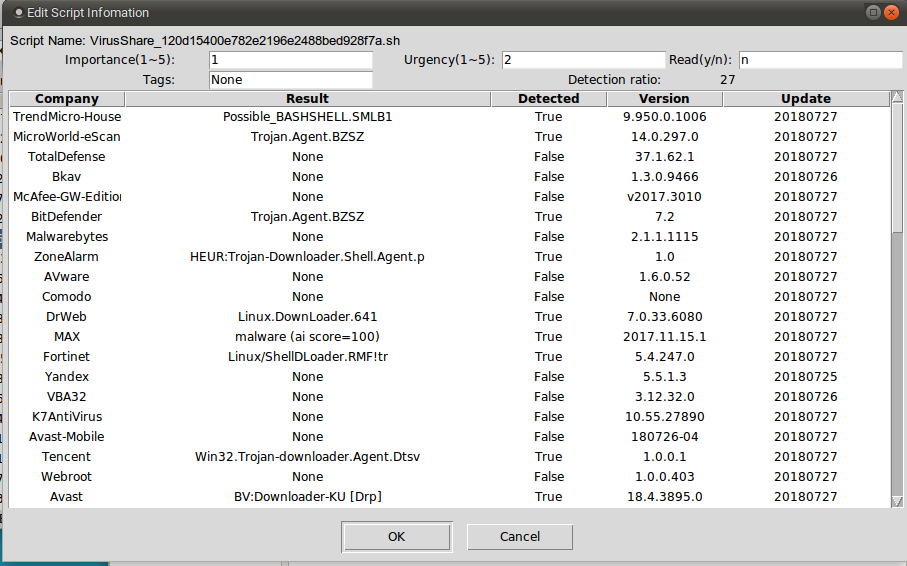 Edit Script Infomation
Script Name: VirusShare_120d15400e782e2196e2488bed928f7a.sh
Importance(1~5): 1 Urgency(1~5): 2 Read(y/n): n
Tags: None Detection ratio: 27
Company Result Detected Version Update
TrendMicro-House Possible_BASHSHELL.SMLB1 True 9.950.0.1006 20180727
MicroWorld-eScan Trojan.Agent.BZSZ True 14.0.297.0 20180727
TotalDefense None False 37.1.62.1 20180727
Bkav None False 1.3.0.9466 20180726
McAfee-GW-Edition None False v2017.3010 20180727
BitDefender Trojan.Agent.BZSZ True 7.2 20180727
Malwarebytes None False 2.1.1.1115 20180727
ZoneAlarm HEUR:Trojan-Downloader.Shell.Agent.p True 1.0 20180727
AVware None False 1.6.0.52 20180727
Comodo None False None 20180727
DrWeb Linux.DownLoader.641 True 7.0.33.6080 20180727
MAX malware (ai score=100) True 2017.11.15.1 20180727
Fortinet Linux/ShellDLoader.RMF!tr True 5.4.247.0 20180727
Yandex None False 5.5.1.3 20180725
VBA32 None False 3.12.32.0 20180726
K7AntiVirus None False 10.55.27890 20180727
Avast-Mobile None False 180726-04 20180727
Tencent Win32.Trojan-downloader.Agent.Dtsv True 1.0.0.1 20180727
Webroot None False 1.0.0.403 20180727
Avast BV:Downloader-KU [Drp] True 18.4.3895.0 20180727
OK Cancel